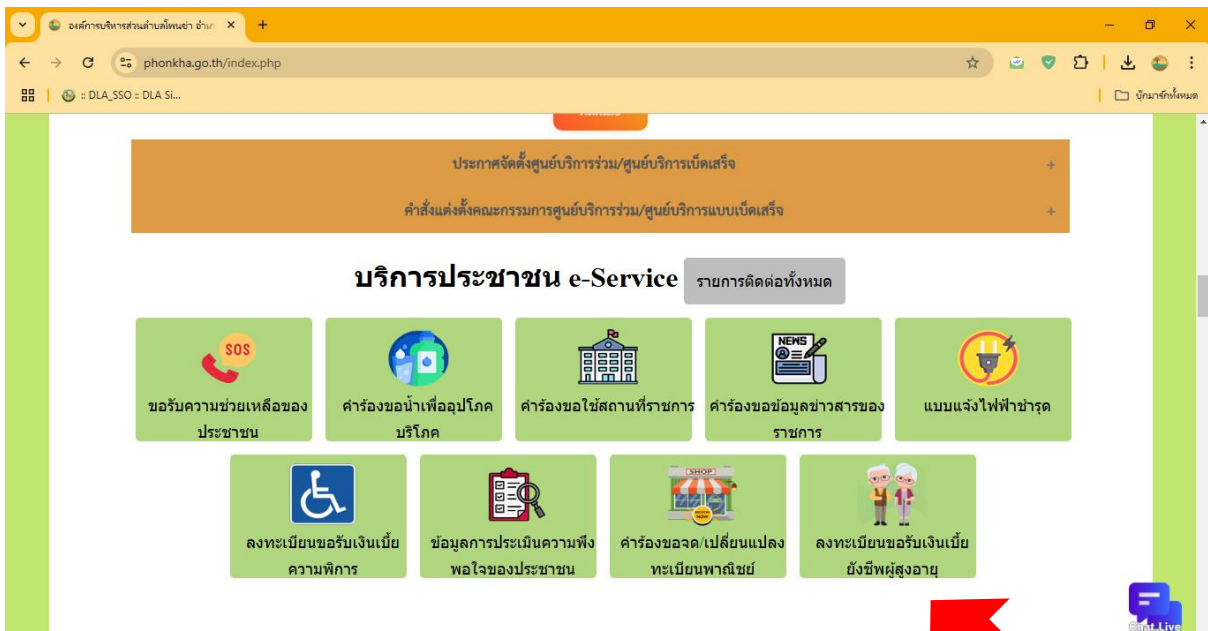 องค์การบริหารส่วนตำบลโพนข่า อำเภ
phonkha.go.th/index.php
:: DLA_SSO :: DLA Si...
บุ๊กมาร์กทั้งหมด
ประกาศจัดตั้งศูนย์บริการร่วม/ศูนย์บริการเบ็ดเสร็จ +
คำสั่งแต่งตั้งคณะกรรมการศูนย์บริการร่วม/ศูนย์บริการแบบเบ็ดเสร็จ +
บริการประชาชน e-Service รายการติดต่อทั้งหมด
SOS
NEWS
ขอรับความช่วยเหลือของ
ประชาชน
คำร้องขอน้ำเพื่ออุปโภค
บริโภค
คำร้องขอใช้สถานที่ราชการ
คำร้องขอข้อมูลข่าวสารของ
ราชการ
แบบแจ้งไฟฟ้าชำรุด
SHOP
ลงทะเบียนขอรับเงินเบี้ย
ความพิการ
ข้อมูลการประเมินความพึง
พอใจของประชาชน
คำร้องขอจด/เปลี่ยนแปลง
ทะเบียนพาณิชย์
ลงทะเบียนขอรับเงินเบี้ย
ยังชีพผู้สูงอายุ
Chat Live